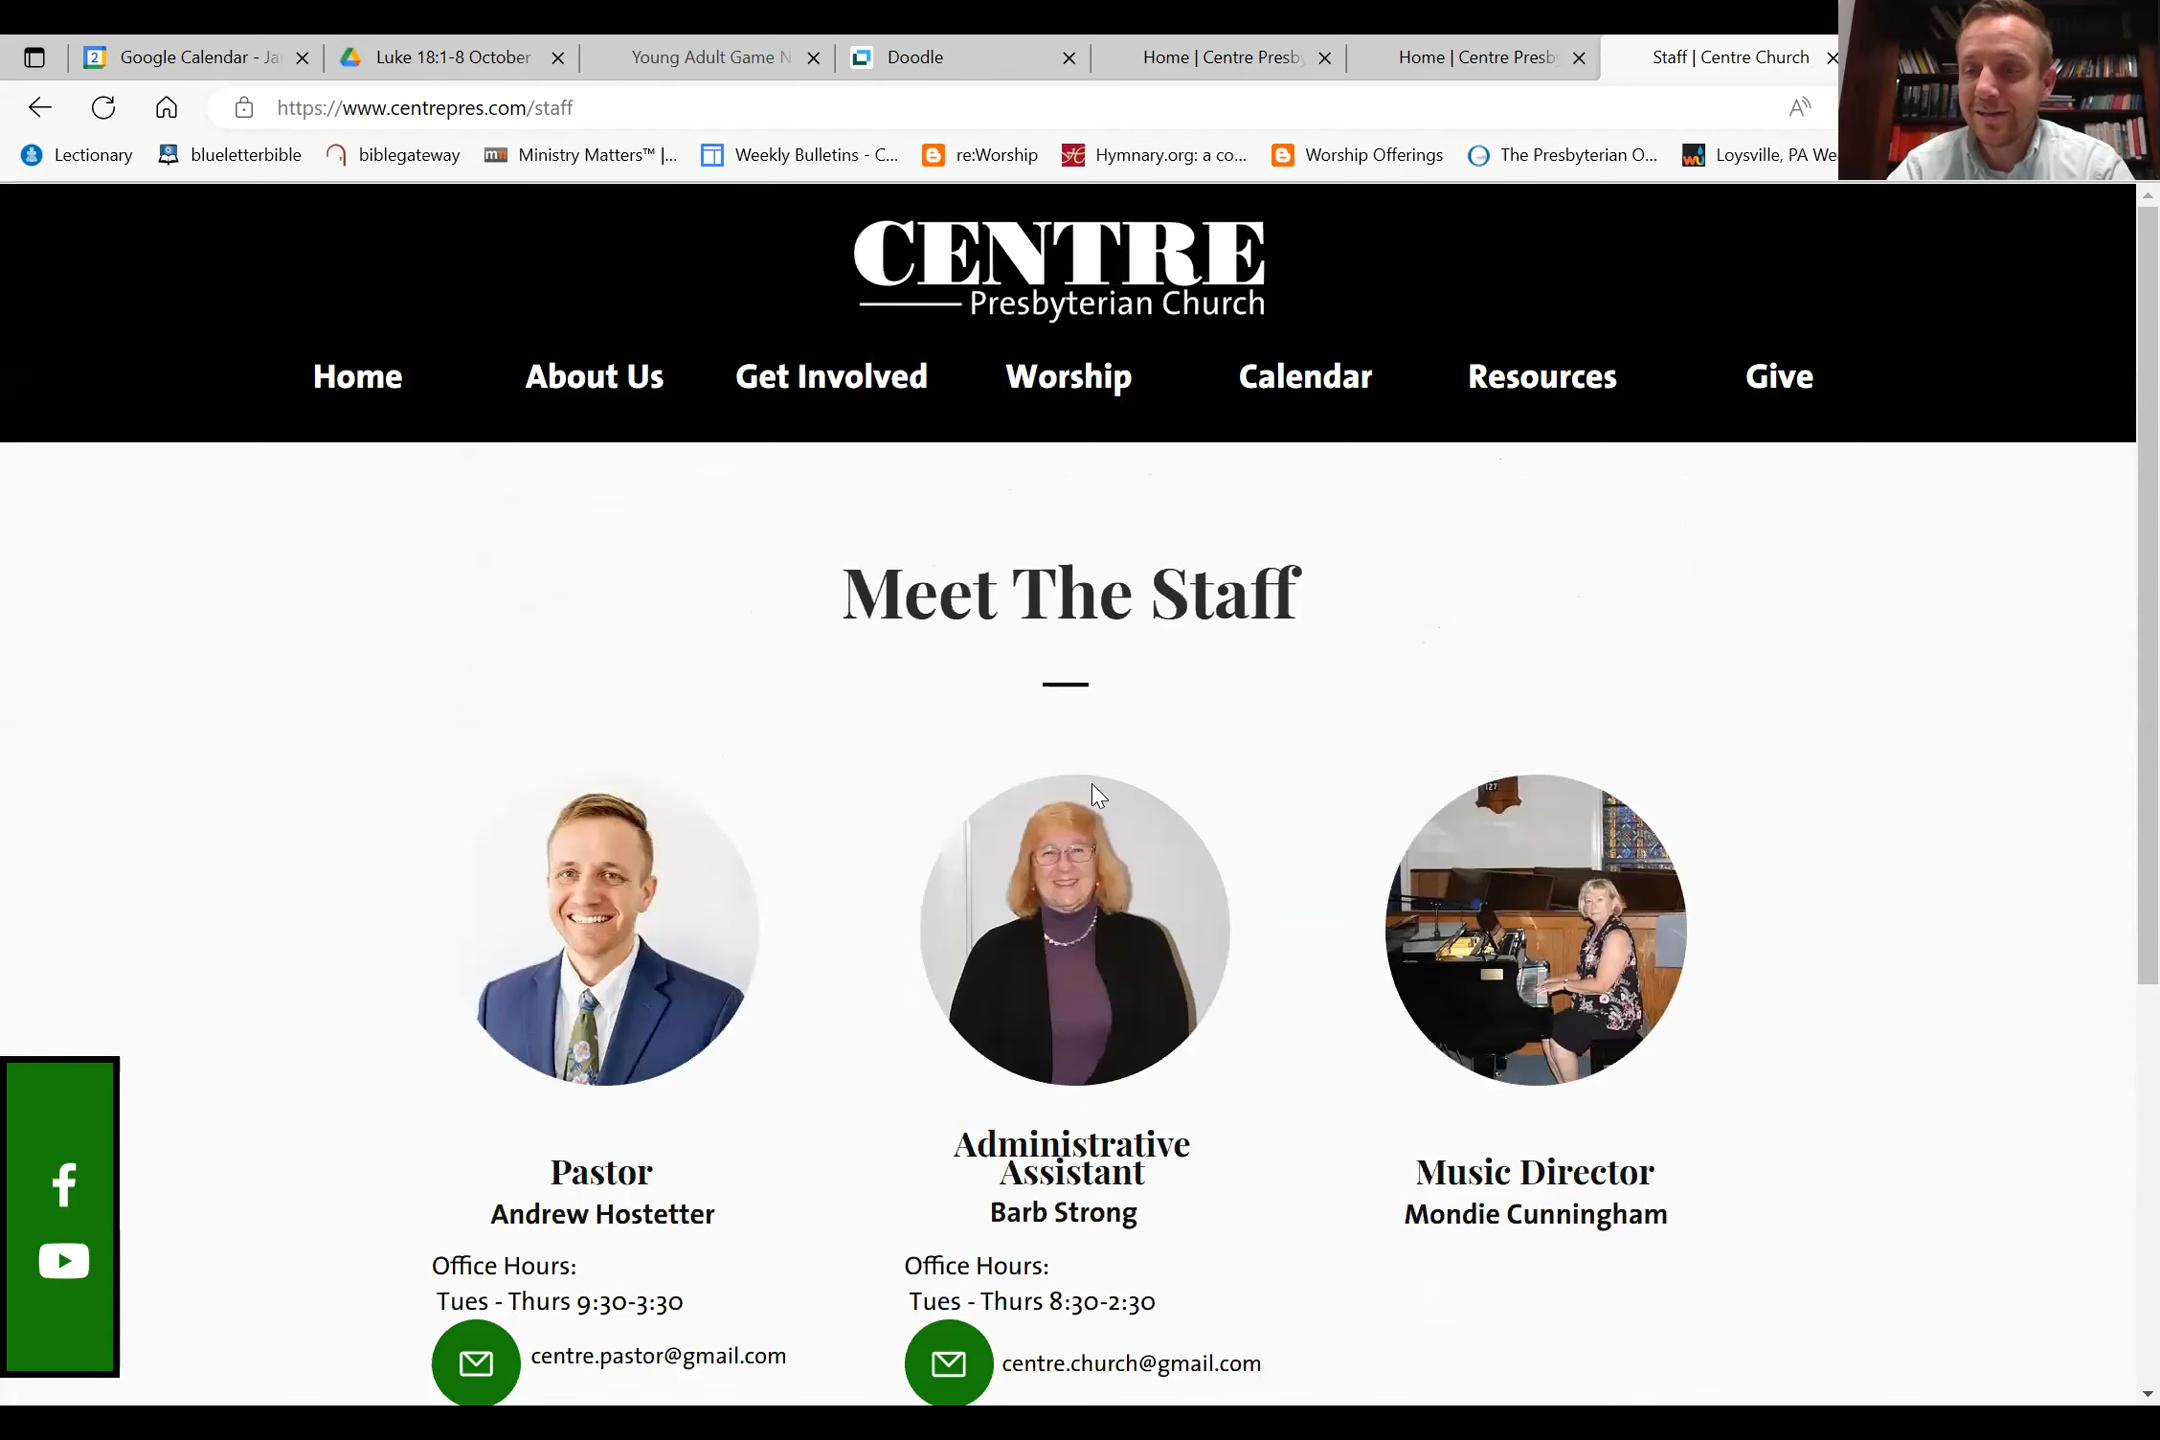 Google Calendar - Ja
Luke 18:1-8 October
Young Adult Game N
Doodle
Home | Centre Presb
Home | Centre Presb
Staff | Centre Church
https://www.centrepres.com/staff
Lectionary
blueletterbible
biblegateway
Ministry Matters™ |...
Weekly Bulletins - C...
re:Worship
Hymnary.org: a co...
Worship Offerings
The Presbyterian O...
Loysville, PA We
CENTRE
Presbyterian Church
Home
About Us
Get Involved
Worship
Calendar
Resources
Give
Meet The Staff
127
Pastor
Andrew Hostetter
Office Hours:
Tues - Thurs 9:30-3:30
centre.pastor@gmail.com
Administrative
Assistant
Barb Strong
Office Hours:
Tues - Thurs 8:30-2:30
centre.church@gmail.com
Music Director
Mondie Cunningham